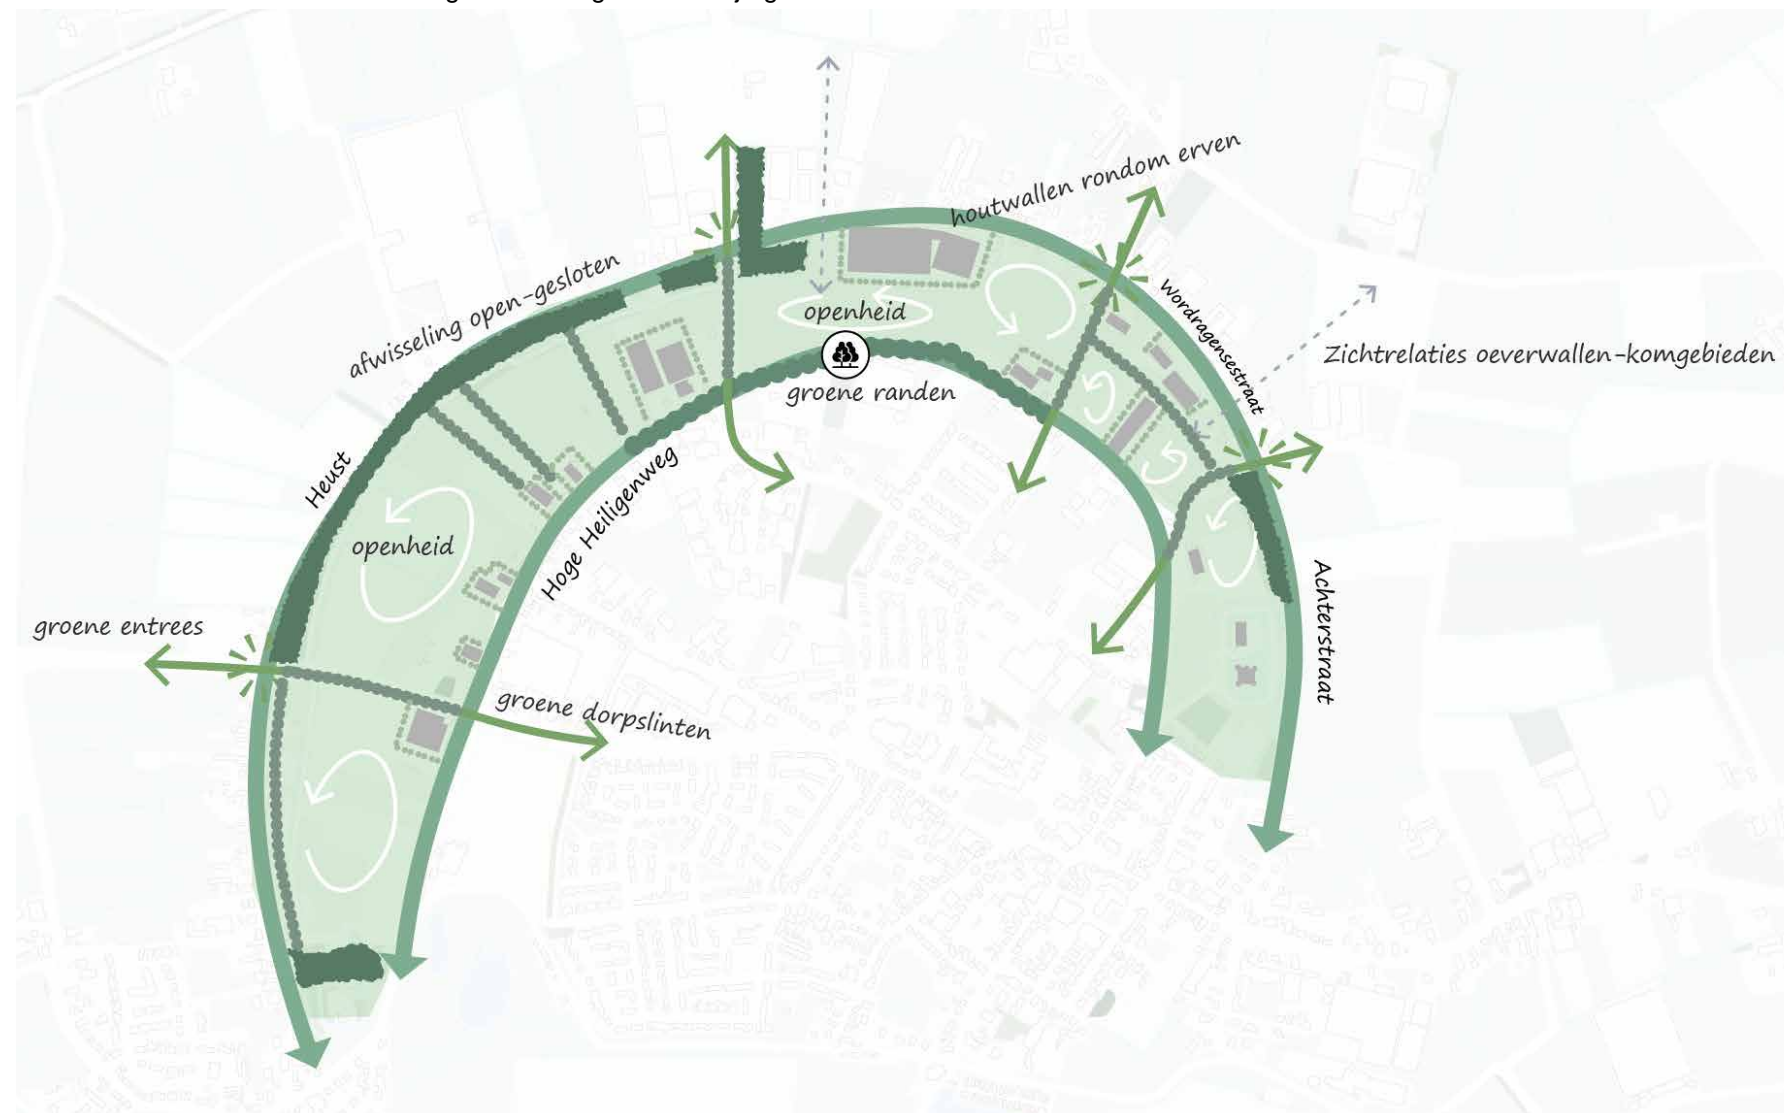 houtwallen rondom erven
afwisseling open-gesloten
Wordragensestraat
openheid
Zichtrelaties oeverwallen-komgebieden
groene randen
Heust
Hoge Heiligenweg
openheid
Achterstraat
groene entrees
groene dorpslinten